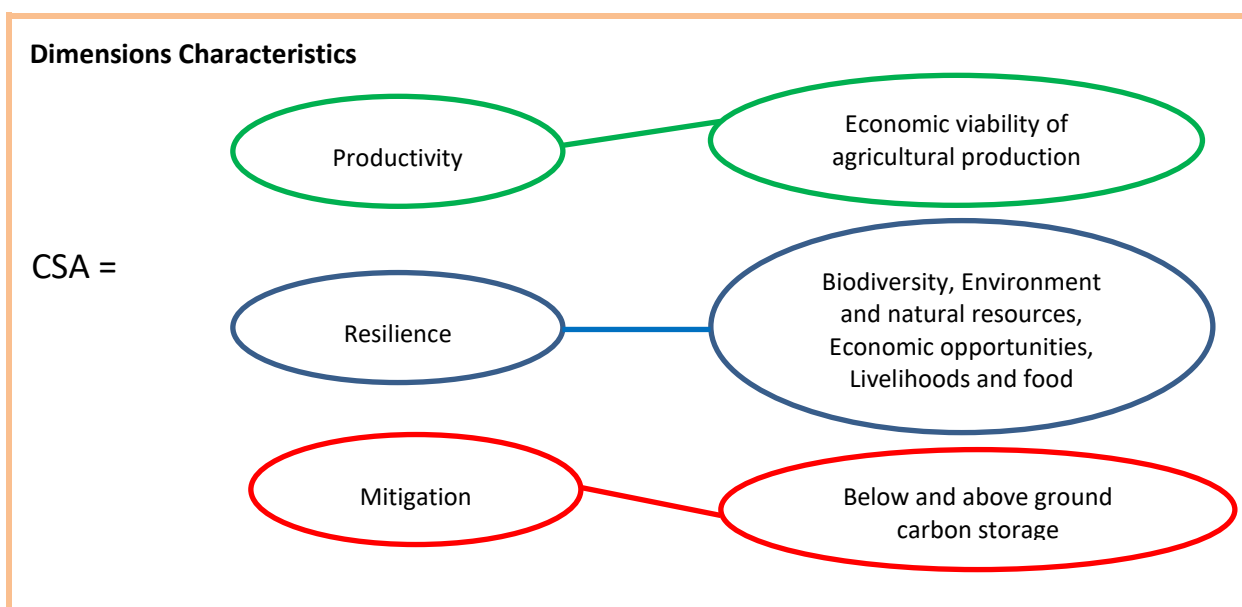 Dimensions Characteristics
Productivity
Economic viability of
agricultural production
CSA =
Resilience
Biodiversity, Environment
and natural resources,
Economic opportunities,
Livelihoods and food
Mitigation
Below and above ground
carbon storage